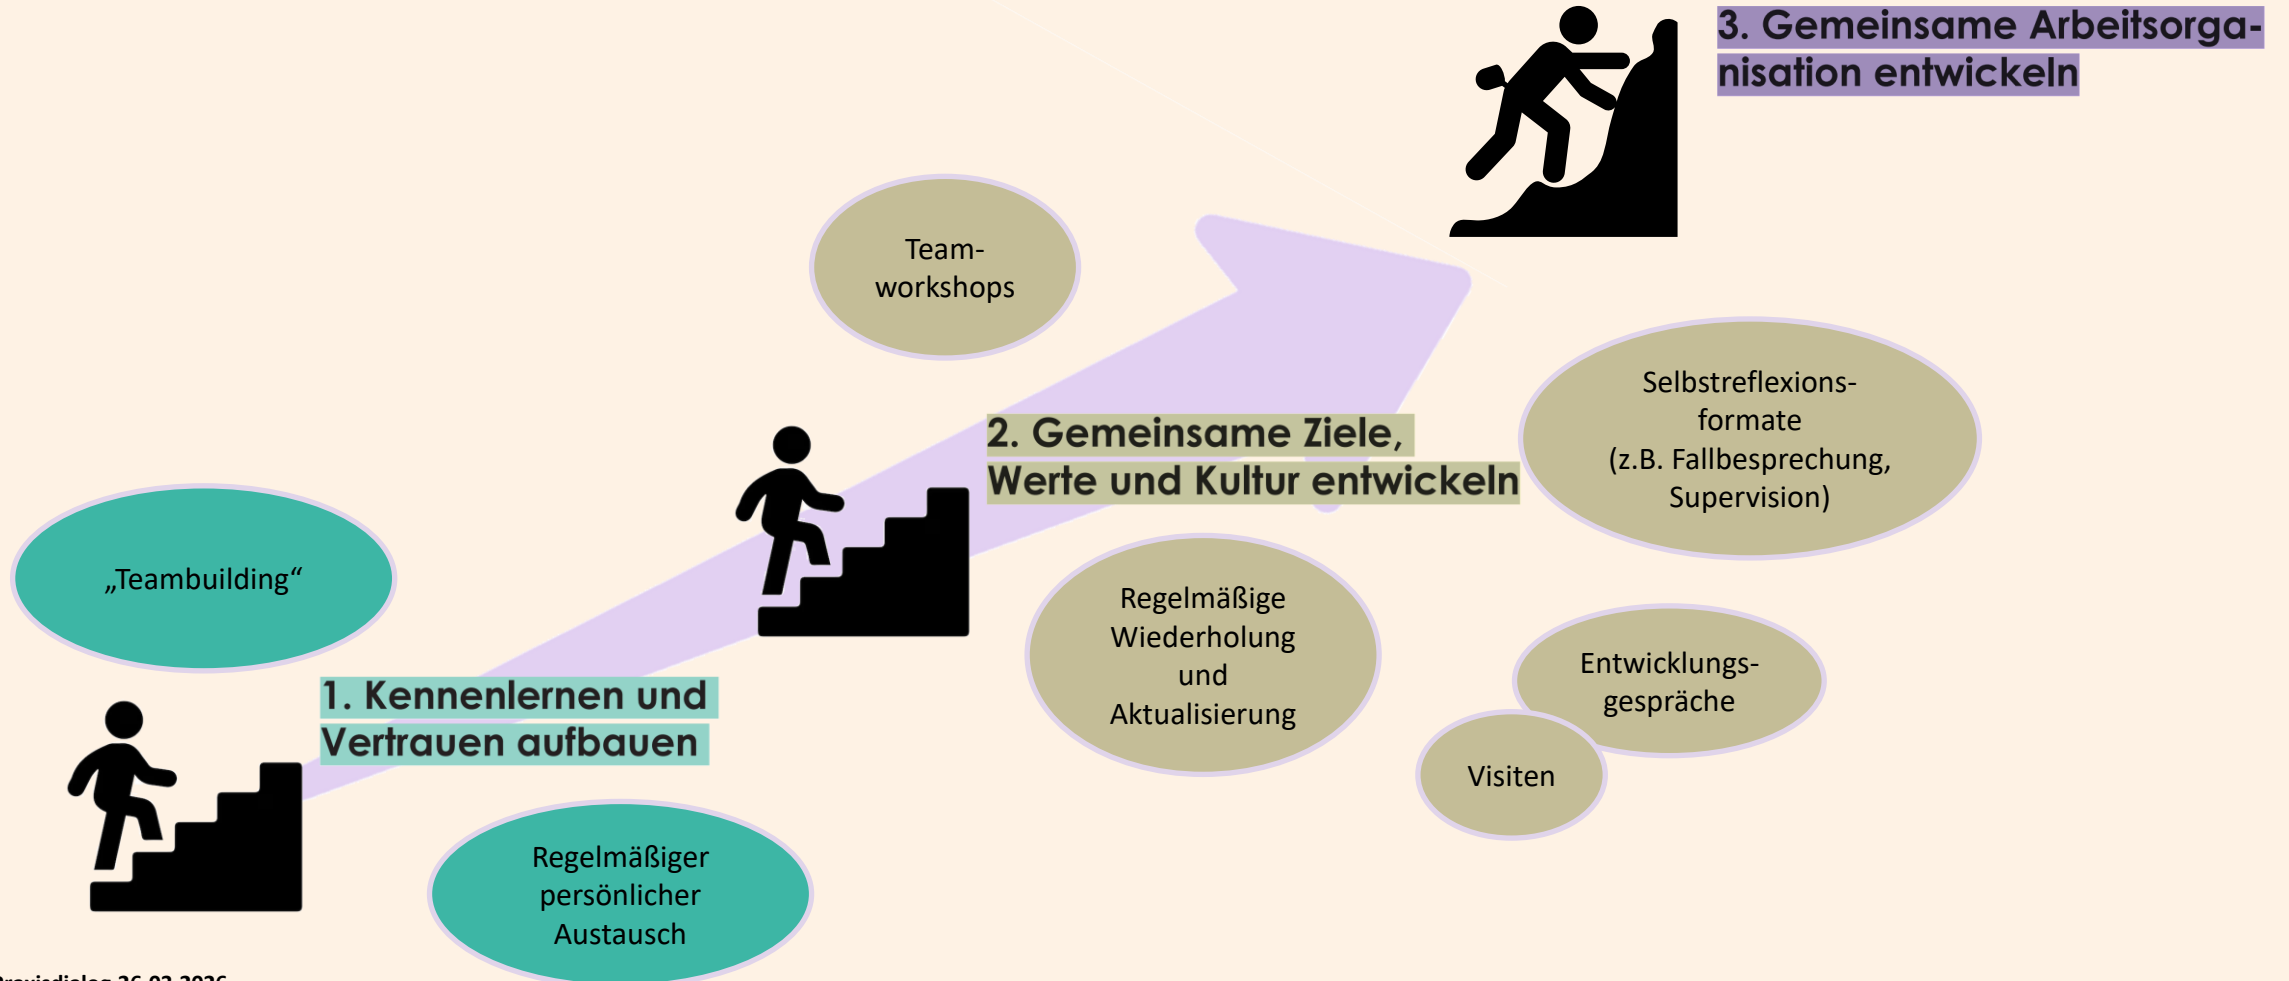 3. Gemeinsame Arbeitsorga-
nisation entwickeln
Team-
workshops
2. Gemeinsame Ziele,
Werte und Kultur entwickeln
Selbstreflexions-
formate
(z.B. Fallbesprechung,
Supervision)
„Teambuilding“
Regelmäßige
Wiederholung
und
Aktualisierung
Entwicklungs-
gespräche
Visiten
1. Kennenlernen und
Vertrauen aufbauen
Regelmäßiger
persönlicher
Austausch